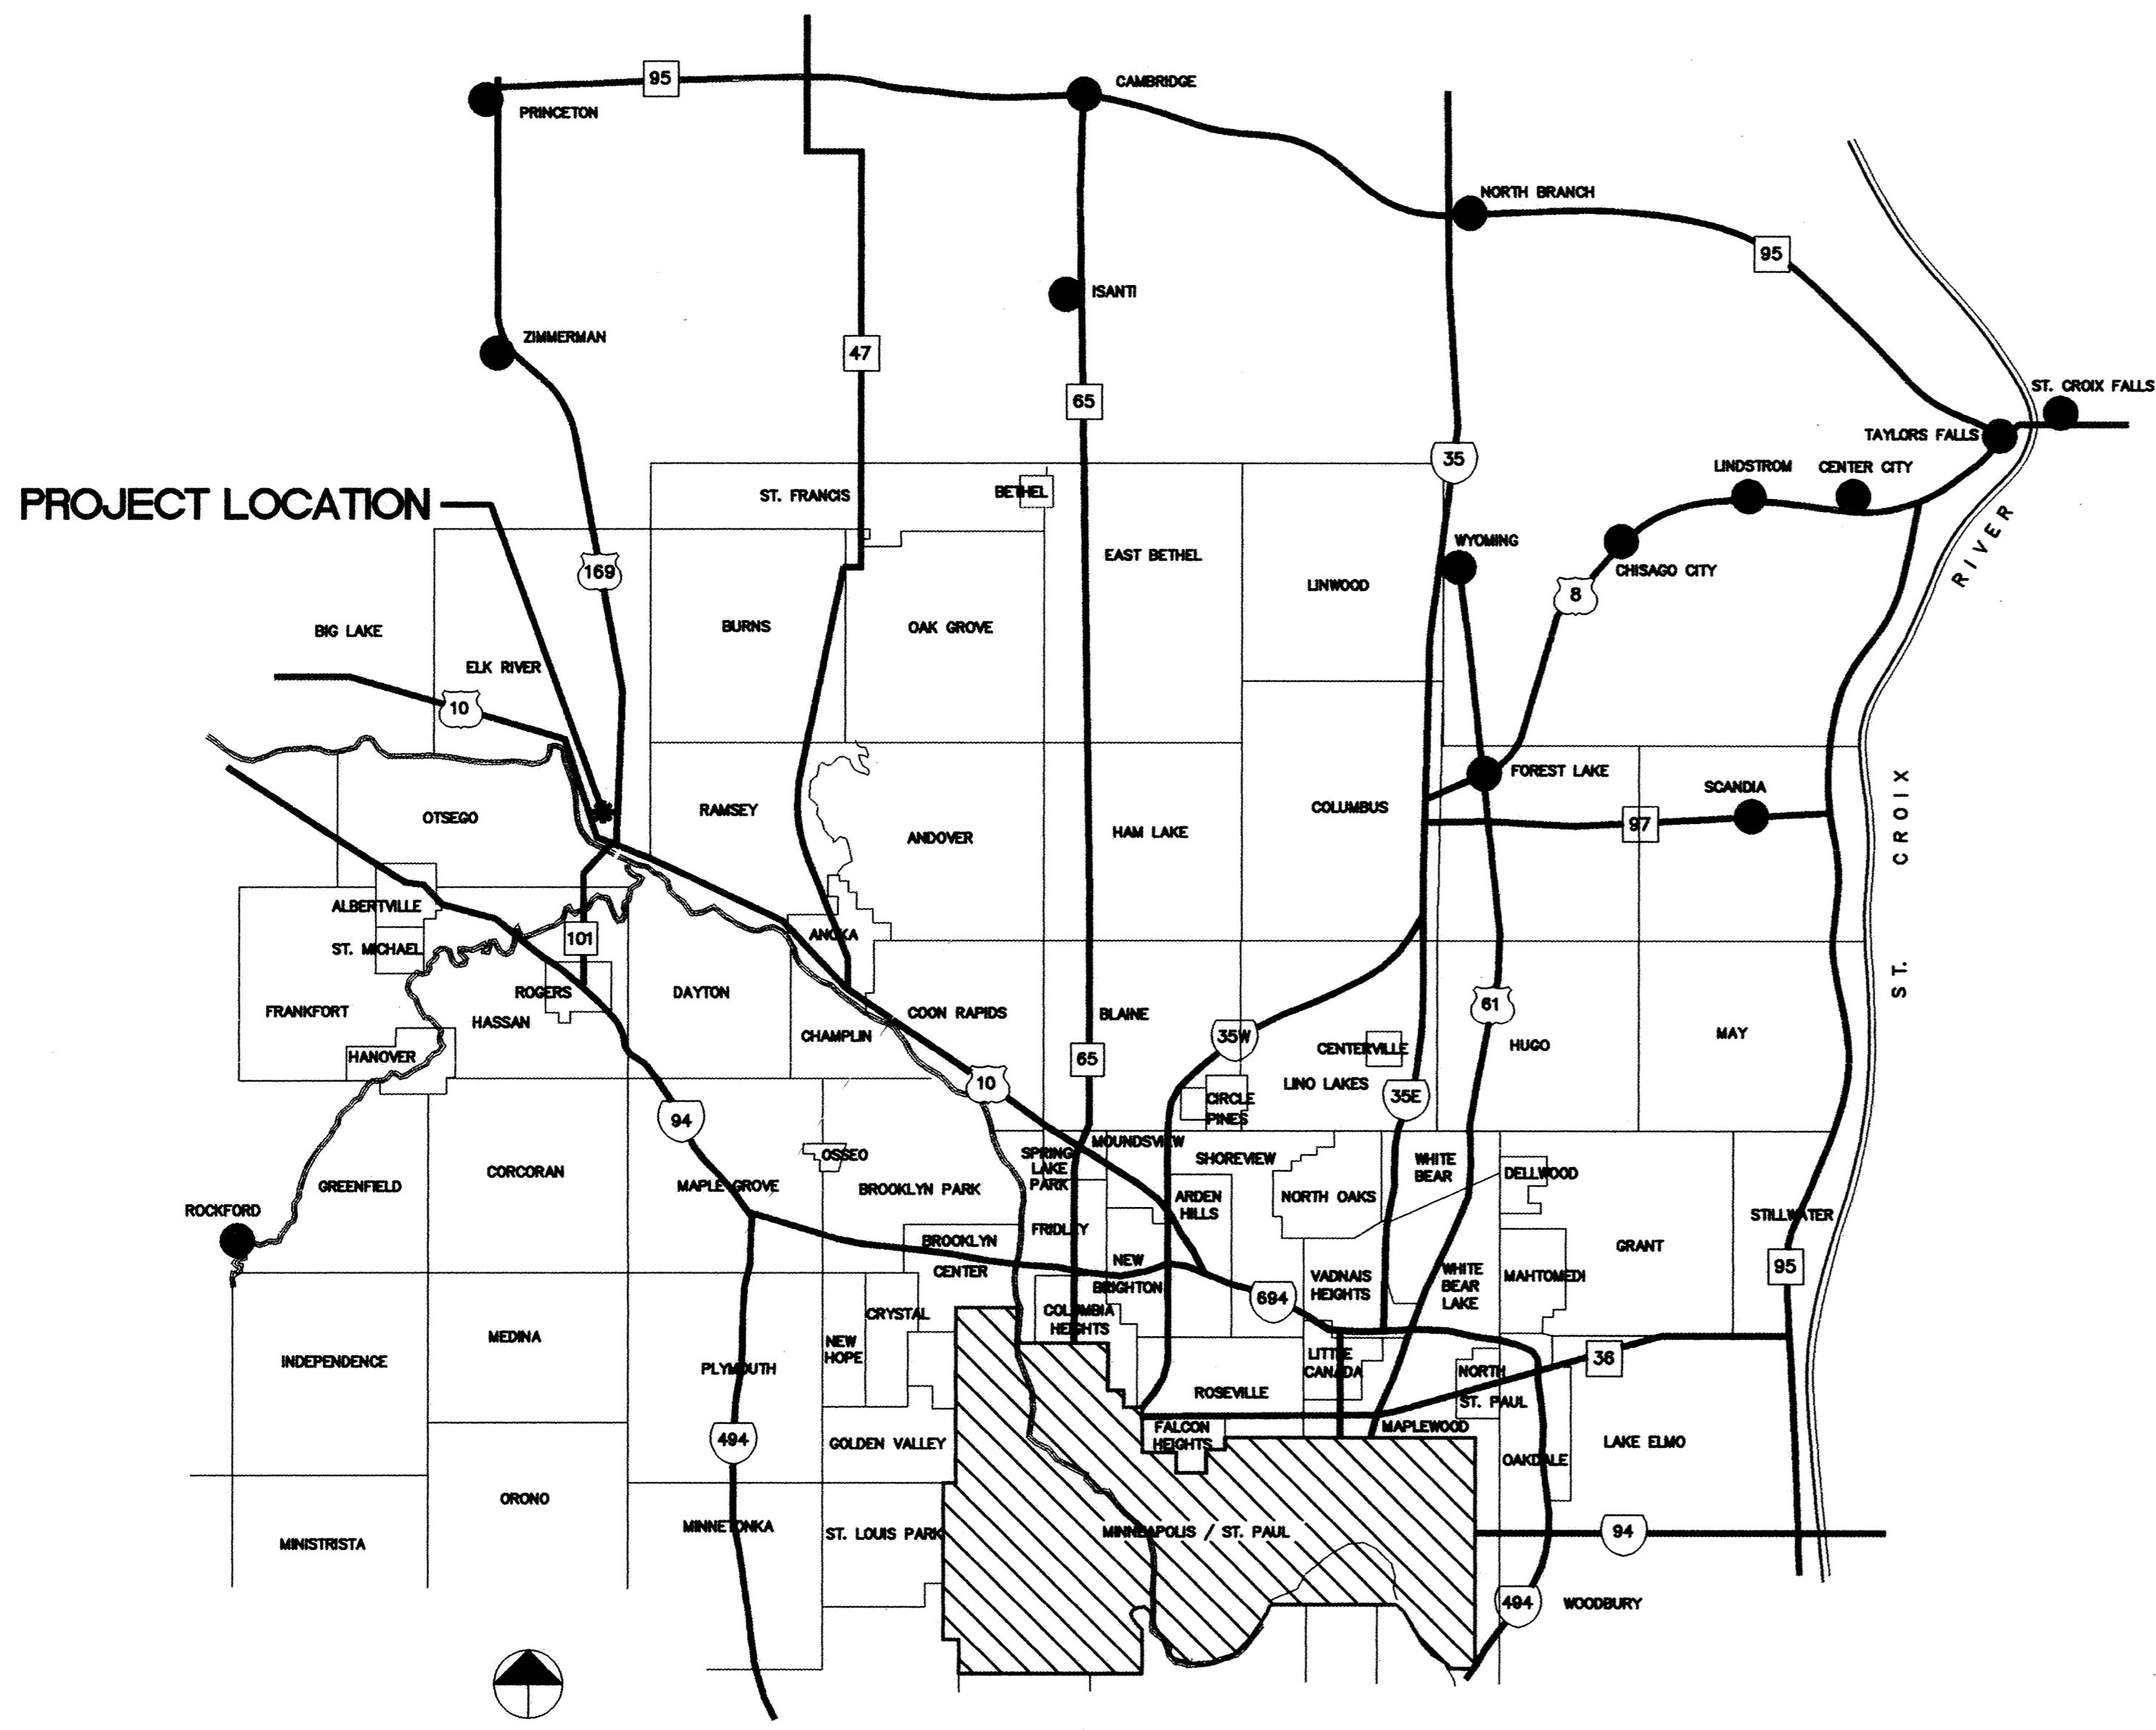 95
CAMBRIDGE
PRINCETON
NORTH BRANCH
95
ISANTI
ZIMMERMAN
47
65
ST. CROIX FALLS
TAYLORS FALLS
35
LINDSTROM
CENTER CITY
PROJECT LOCATION
ST. FRANCIS
BETHEL
WYOMING
EAST BETHEL
169
CHISAGO CITY
LINWOOD
8
RIVER
BIG LAKE
BURNS
OAK GROVE
ELK RIVER
10
FOREST LAKE
SCANDIA
OTSEGO
RAMSEY
COLUMBUS
97
ANDOVER
HAM LAKE
ST. CROIX
ALBERTVILLE
101
ANOKA
ST. MICHAEL
ROGERS
DAYTON
FRANKFORT
HASSAN
COON RAPIDS
BLAINE
61
CHAMPLIN
35W
MAY
HANOVER
CENTERVILLE
HUGO
65
10
LINO LAKES
35E
CIRCLE
PINES
94
MOUNDSVIEW
OSSEO
SPRING
LAKE
PARK
SHOREVIEW
WHITE
BEAR
DELLWOOD
CORCORAN
GREENFIELD
MAPLE GROVE
BROOKLYN PARK
ARDEN
HILLS
NORTH OAKS
ROCKFORD
STILLWATER
FRIDLEY
BROOKLYN
CENTER
GRANT
NEW
BRIGHTON
95
WHITE
BEAR
LAKE
VADNAIS
HEIGHTS
MAHTOMEDI
694
CRYSTAL
COLUMBIA
HEIGHTS
MEDINA
NEW
HOPE
INDEPENDENCE
PLYMOUTH
LITTLE
CANADA
36
NORTH
ST. PAUL
ROSEVILLE
FALCON
HEIGHTS
MAPLEWOOD
494
GOLDEN VALLEY
LAKE ELMO
OAKDALE
ORONO
MINNETONKA
ST. LOUIS PARK
MINNEAPOLIS / ST. PAUL
94
MINISTRISTA
494
WOODBURY